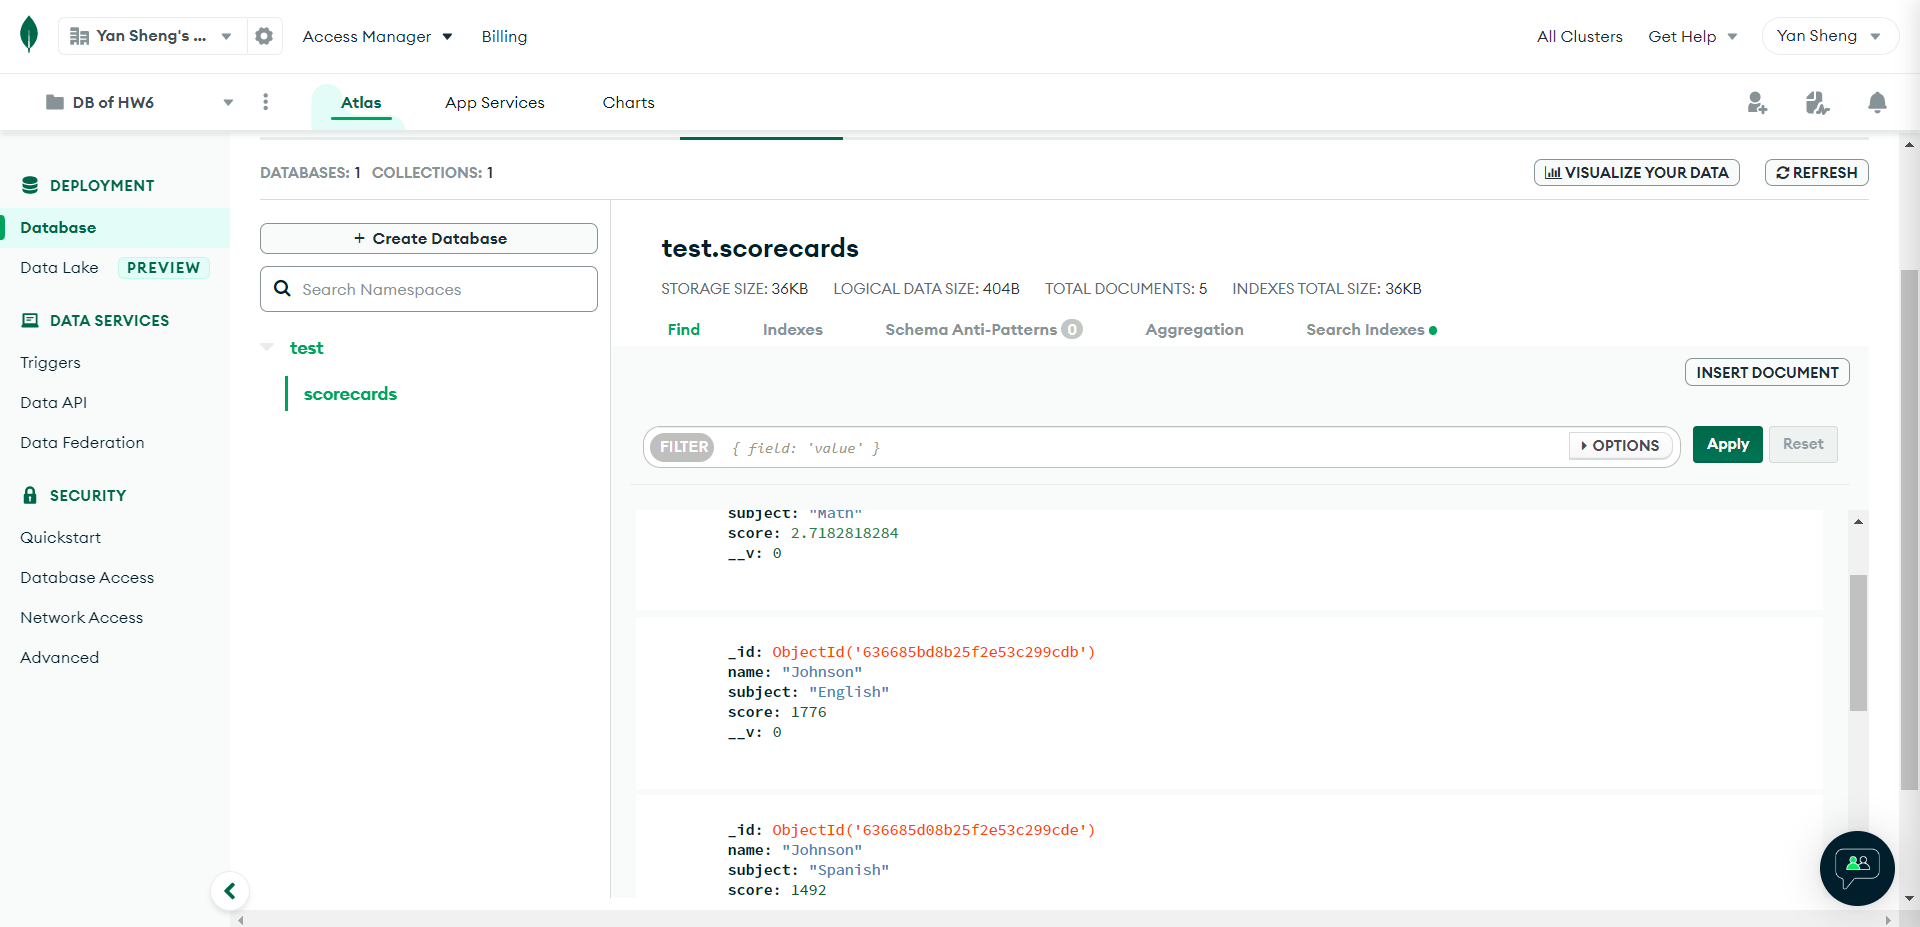 Yan Sheng's ...
Access Manager
Billing
All Clusters
Get Help
Yan Sheng
DB of HW6
Atlas
App Services
Charts
DEPLOYMENT
Database
Data Lake PREVIEW
DATA SERVICES
Triggers
Data API
Data Federation
SECURITY
Quickstart
Database Access
Network Access
Advanced
DATABASES: 1 COLLECTIONS: 1
VISUALIZE YOUR DATA
REFRESH
+ Create Database
Search Namespaces
test
scorecards
test.scorecards
STORAGE SIZE: 36KB LOGICAL DATA SIZE: 404B TOTAL DOCUMENTS: 5 INDEXES TOTAL SIZE: 36KB
Find Indexes Schema Anti-Patterns 0 Aggregation Search Indexes
INSERT DOCUMENT
FILTER { field: 'value' } OPTIONS Apply Reset
subject: "Math"
score: 2.7182818284
__v: 0
_id: ObjectId('636685bd8b25f2e53c299cdb')
name: "Johnson"
subject: "English"
score: 1776
__v: 0
_id: ObjectId('636685d08b25f2e53c299cde')
name: "Johnson"
subject: "Spanish"
score: 1492